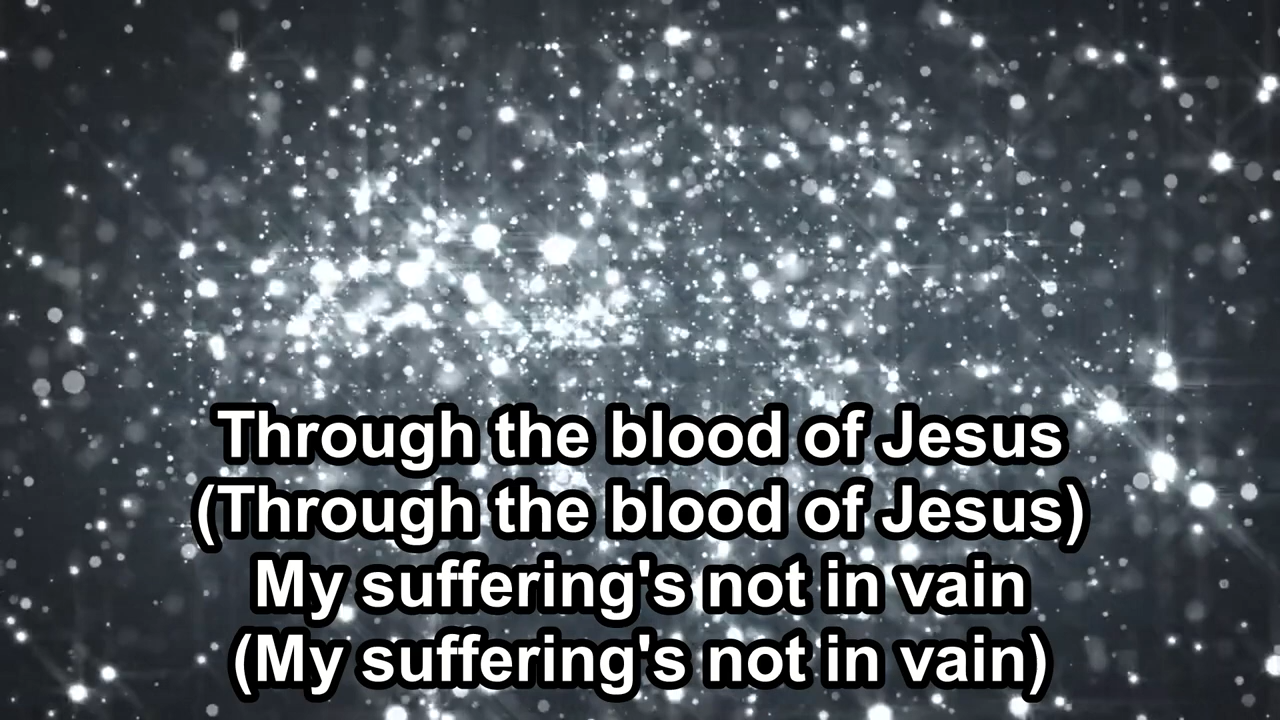 Through the blood of Jesus
(Through the blood of Jesus)
My suffering's not in vain
(My suffering's not in vain)